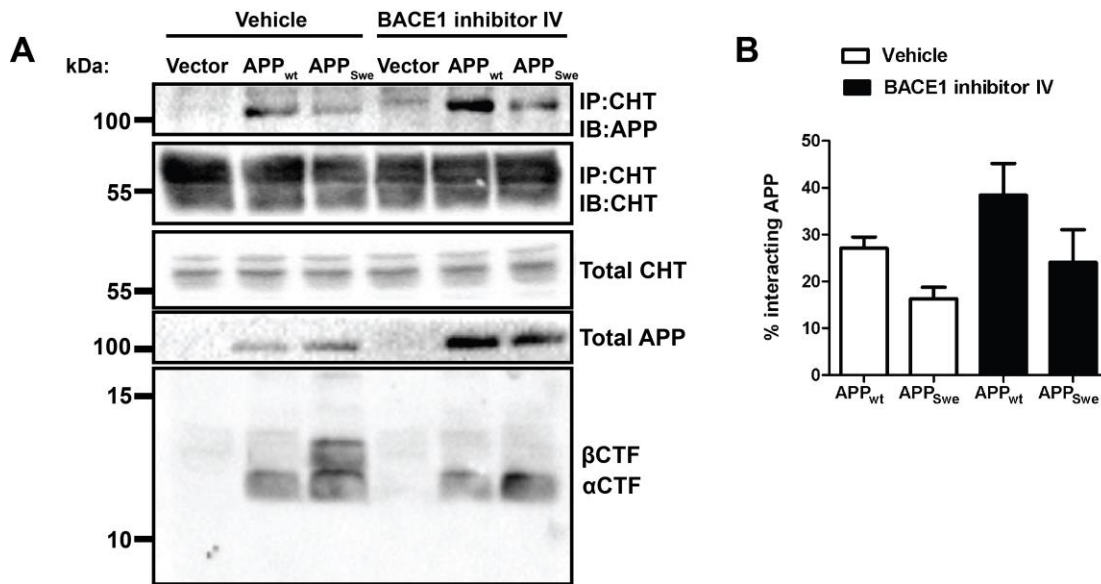 A
Vehicle BACE1 inhibitor IV
kDa: Vector APPwt APPSwe Vector APPwt APPSwe
100 IP:CHT
IB:APP
55 IP:CHT
IB:CHT
Total CHT
55
100 Total APP
15
βCTF
αCTF
10
B
Vehicle
BACE1 inhibitor IV
% interacting APP
50
40
30
20
10
0
APPwt APPSwe APPwt APPSwe